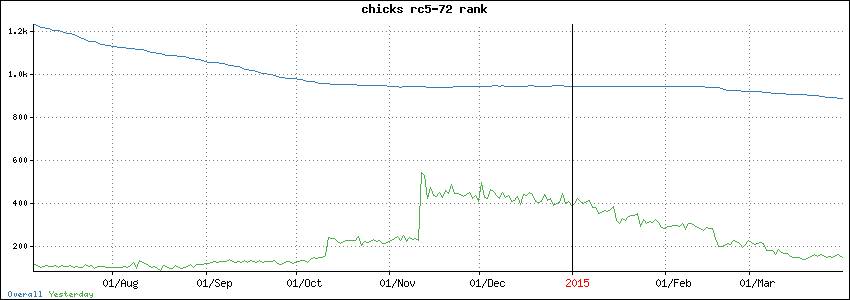 chicks rc5-72 rank
1.2k
1.0k
800
600
400
200
01/Aug 01/Sep 01/Oct 01/Nov 01/Dec 2015 01/Feb 01/Mar
Overall Yesterday